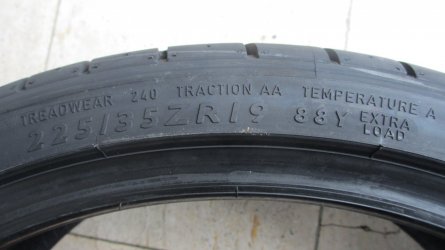 TREADWEAR 240 TRACTION AA TEMPERATURE A
225/35ZR19 88Y EXTRA
LOAD